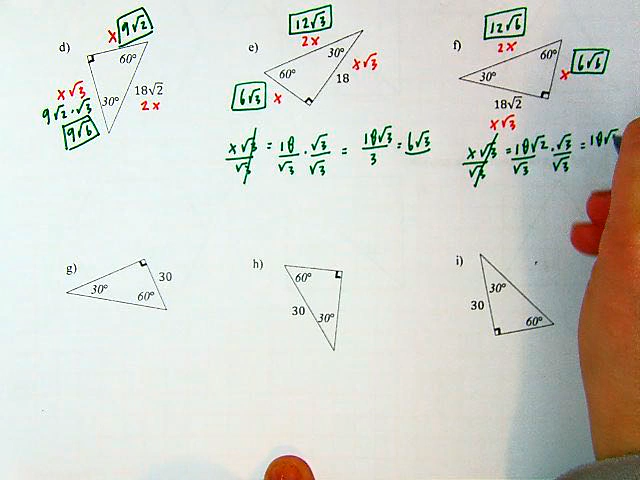 d)
x
9√2
60°
x√3
9√2 · √3
9√6
30°
18√2
2x
e)
12√3
2x
30°
60°
x√3
18
6√3
x
x√3/√3 = 18/√3 · √3/√3 = 18√3/3 = 6√3
f)
12√6
2x
60°
6√6
x
30°
18√2
x√3
x√3/√3 = 18√2/√3 · √3/√3 = 18√
g)
30°
60°
30
h)
60°
30
30°
i)
30°
30
60°